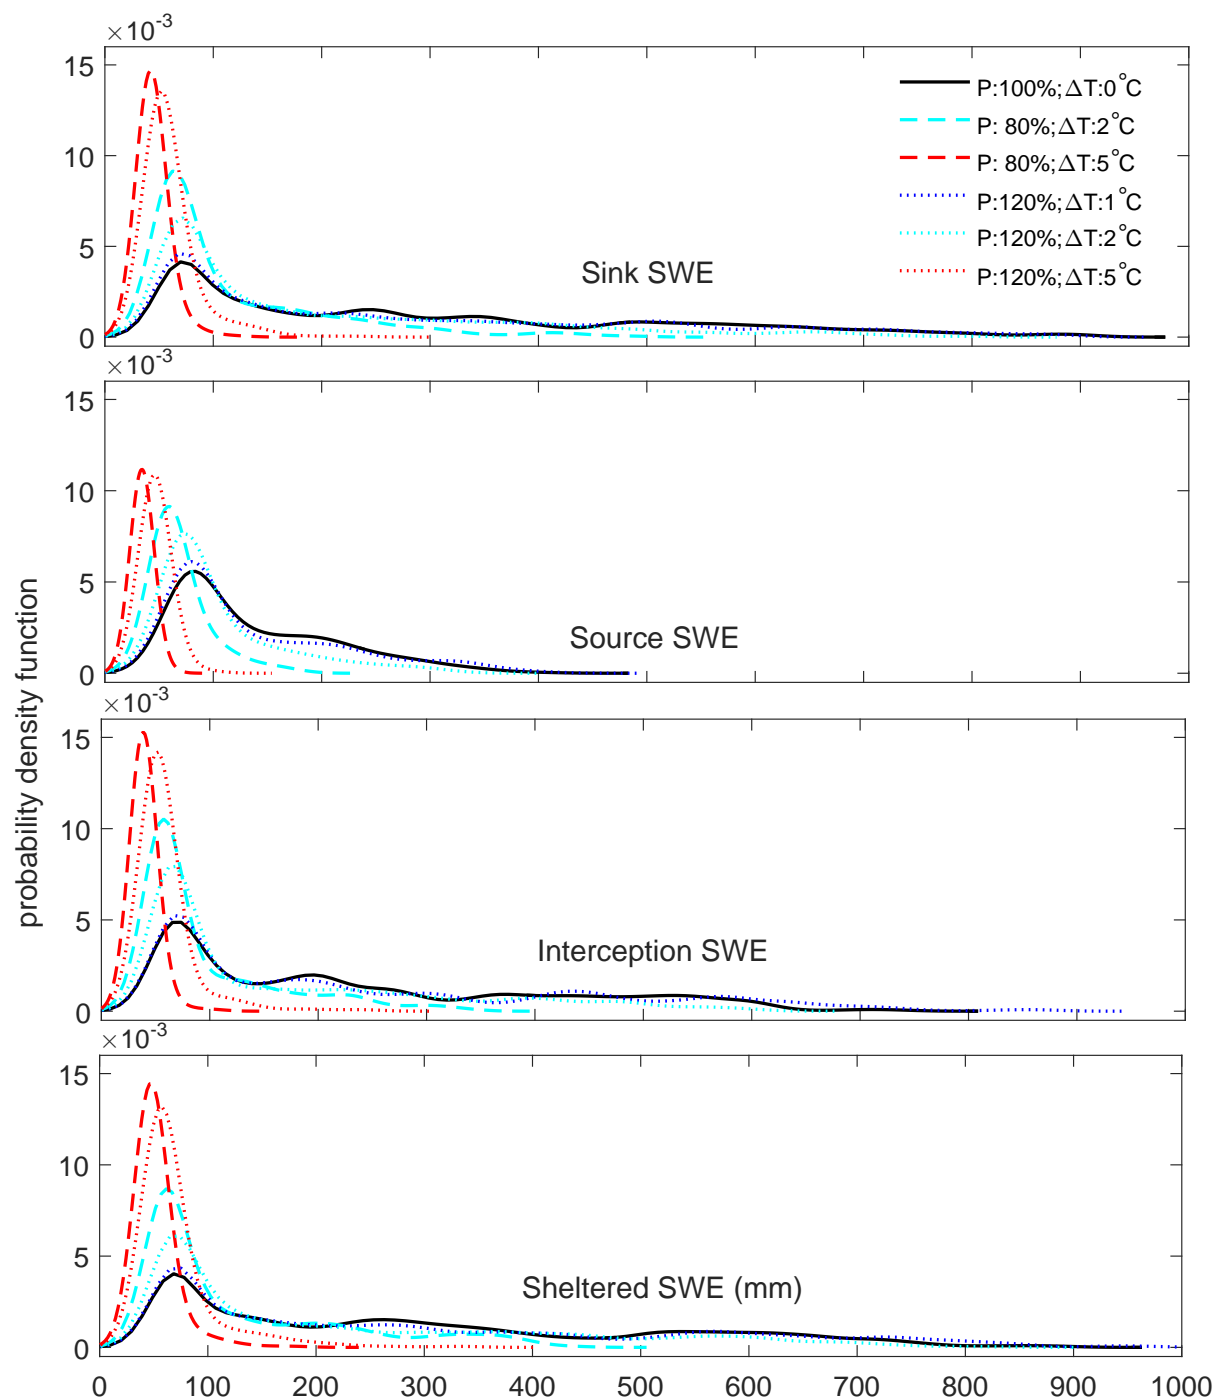 ×10-3
15
10
5
0
P:100%;ΔT:0°C
P: 80%;ΔT:2°C
P: 80%;ΔT:5°C
P:120%;ΔT:1°C
P:120%;ΔT:2°C
P:120%;ΔT:5°C
Sink SWE
×10-3
15
10
5
0
Source SWE
probability density function
×10-3
15
10
5
0
Interception SWE
×10-3
15
10
5
0
Sheltered SWE (mm)
0 100 200 300 400 500 600 700 800 900 1000